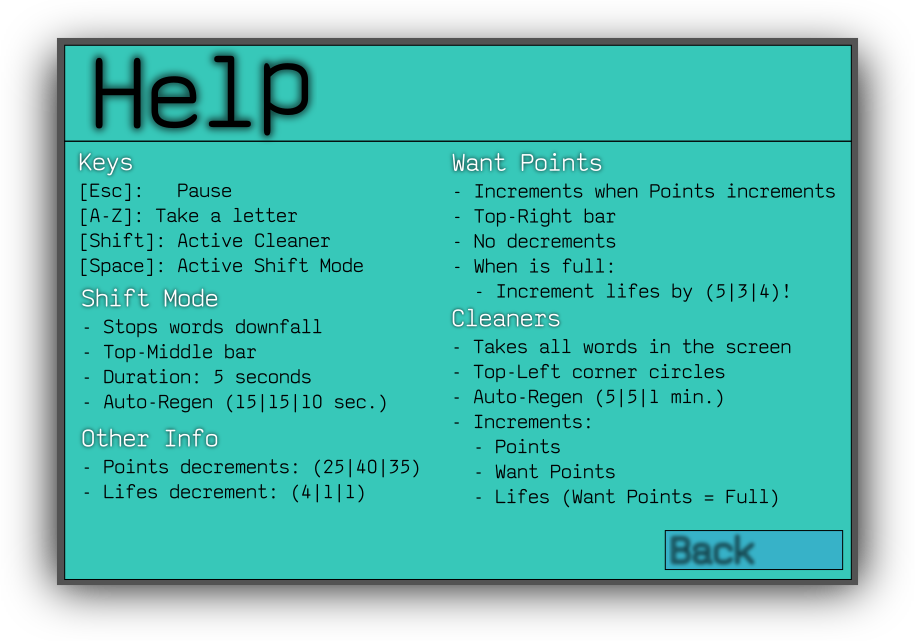 Help
Keys
[Esc]:   Pause
[A-Z]: Take a letter
[Shift]: Active Cleaner
[Space]: Active Shift Mode
Shift Mode
- Stops words downfall
- Top-Middle bar
- Duration: 5 seconds
- Auto-Regen (15|15|10 sec.)
Other Info
- Points decrements: (25|40|35)
- Lifes decrement: (4|1|1)
Want Points
- Increments when Points increments
- Top-Right bar
- No decrements
- When is full:
- Increment lifes by (5|3|4)!
Cleaners
- Takes all words in the screen
- Top-Left corner circles
- Auto-Regen (5|5|1 min.)
- Increments:
- Points
- Want Points
- Lifes (Want Points = Full)
Back